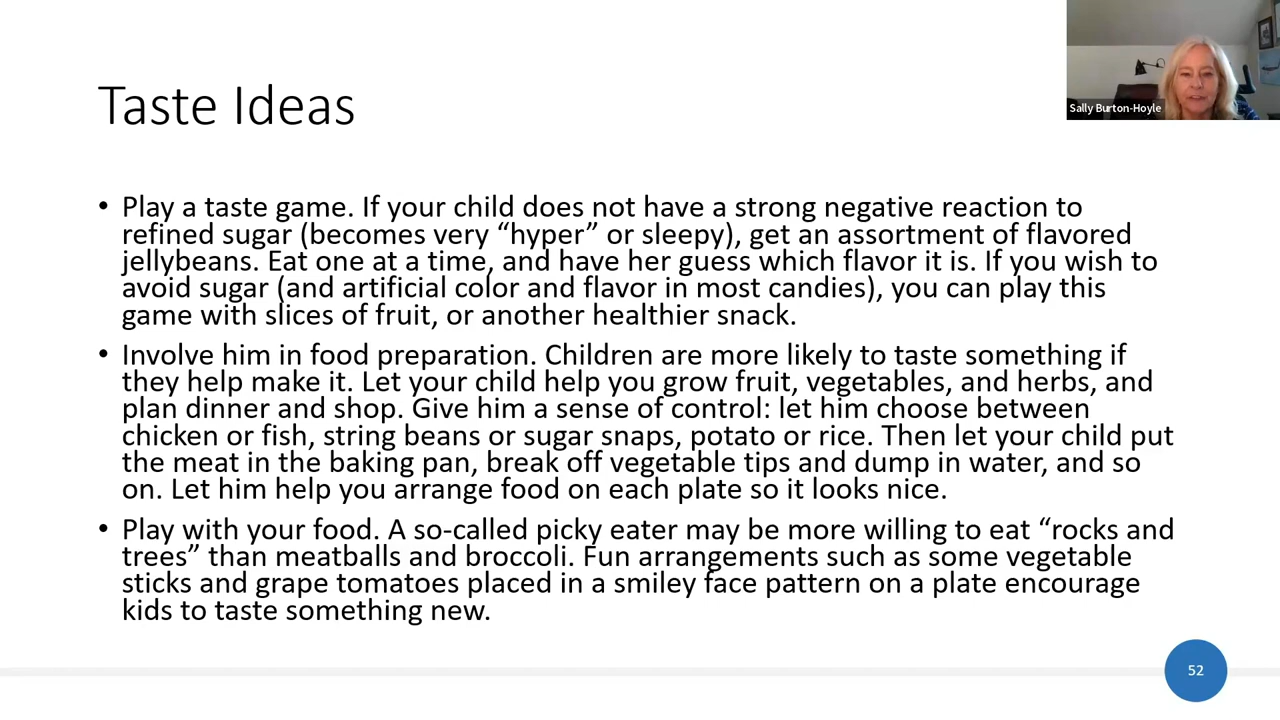 Sally Burton-Hoyle
Taste Ideas
• Play a taste game. If your child does not have a strong negative reaction to
refined sugar (becomes very “hyper” or sleepy), get an assortment of flavored
jellybeans. Eat one at a time, and have her guess which flavor it is. If you wish to
avoid sugar (and artificial color and flavor in most candies), you can play this
game with slices of fruit, or another healthier snack.
• Involve him in food preparation. Children are more likely to taste something if
they help make it. Let your child help you grow fruit, vegetables, and herbs, and
plan dinner and shop. Give him a sense of control: let him choose between
chicken or fish, string beans or sugar snaps, potato or rice. Then let your child put
the meat in the baking pan, break off vegetable tips and dump in water, and so
on. Let him help you arrange food on each plate so it looks nice.
• Play with your food. A so-called picky eater may be more willing to eat “rocks and
trees” than meatballs and broccoli. Fun arrangements such as some vegetable
sticks and grape tomatoes placed in a smiley face pattern on a plate encourage
kids to taste something new.
52